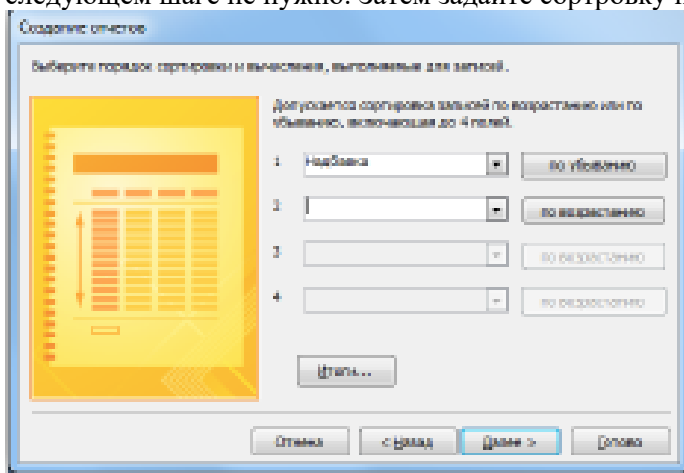 следующем шаге не нужно. Затем задайте сортровку
Создание отчетов
Выберите порядок сортировки и вычисления, выполняемые для записей.
Допускается сортировка записей по возрастанию или по
убыванию, включающая до 4 полей.
1 Надбавка по убыванию
2 по возрастанию
3 по возрастанию
4 по возрастанию
Итоги...
Отмена < Назад Далее > Готово